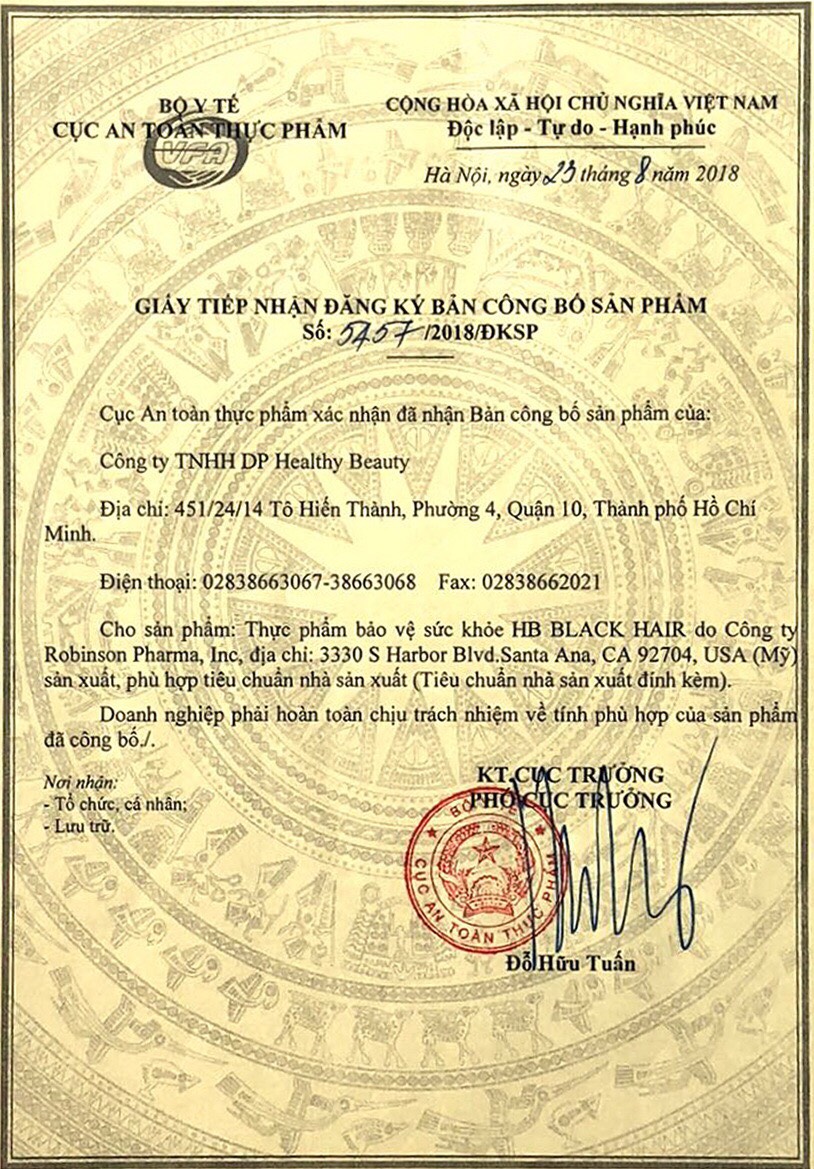 BỘ Y TẾ
CỤC AN TOÀN THỰC PHẨM
VFA
CỘNG HÒA XÃ HỘI CHỦ NGHĨA VIỆT NAM
Độc lập - Tự do - Hạnh phúc
Hà Nội, ngày 23 tháng 8 năm 2018
GIẤY TIẾP NHẬN ĐĂNG KÝ BẢN CÔNG BỐ SẢN PHẨM
Số: 5457/2018/ĐKSP
Cục An toàn thực phẩm xác nhận đã nhận Bản công bố sản phẩm của:
Công ty TNHH DP Healthy Beauty
Địa chỉ: 451/24/14 Tô Hiến Thành, Phường 4, Quận 10, Thành phố Hồ Chí
Minh.
Điện thoại: 02838663067-38663068 Fax: 02838662021
Cho sản phẩm: Thực phẩm bảo vệ sức khỏe HB BLACK HAIR do Công ty
Robinson Pharma, Inc, địa chỉ: 3330 S Harbor Blvd.Santa Ana, CA 92704, USA (Mỹ)
sản xuất, phù hợp tiêu chuẩn nhà sản xuất (Tiêu chuẩn nhà sản xuất đính kèm).
Doanh nghiệp phải hoàn toàn chịu trách nhiệm về tính phù hợp của sản phẩm
đã công bố./.
Nơi nhận:
- Tổ chức, cá nhân;
- Lưu trữ.
KT.CỤC TRƯỞNG
PHÓ CỤC TRƯỞNG
CỤC AN TOÀN THỰC PHẨM
Đỗ Hữu Tuấn